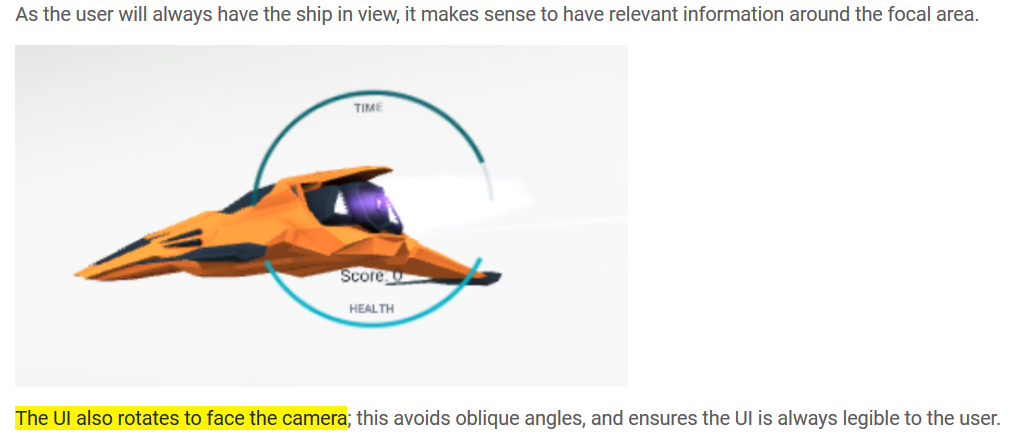 As the user will always have the ship in view, it makes sense to have relevant information around the focal area.
TIME
Score: 0
HEALTH
The UI also rotates to face the camera; this avoids oblique angles, and ensures the UI is always legible to the user.